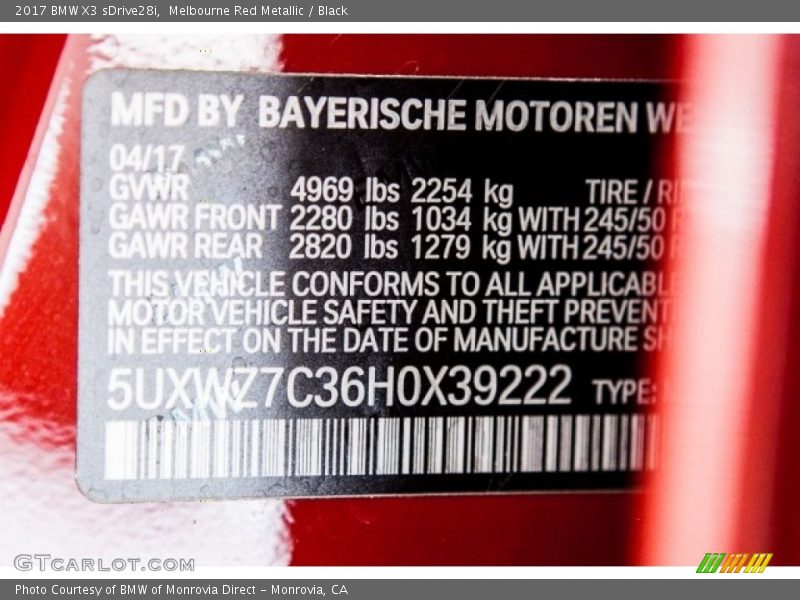 2017 BMW X3 sDrive28i, Melbourne Red Metallic / Black
MFD BY BAYERISCHE MOTOREN WE
04/17
GVWR 4969 lbs 2254 kg TIRE / RI
GAWR FRONT 2280 lbs 1034 kg WITH 245/50 R
GAWR REAR 2820 lbs 1279 kg WITH 245/50 R
THIS VEHICLE CONFORMS TO ALL APPLICABLE
MOTOR VEHICLE SAFETY AND THEFT PREVENT
IN EFFECT ON THE DATE OF MANUFACTURE SH
5UXWZ7C36H0X39222 TYPE:
GTCARLOT.COM
Photo Courtesy of BMW of Monrovia Direct - Monrovia, CA